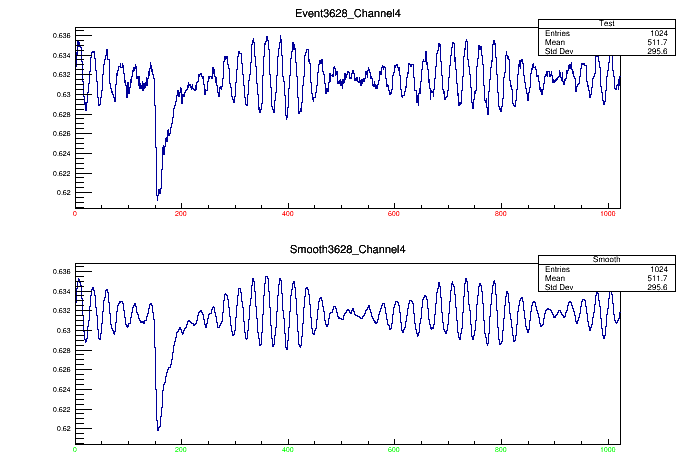 Event3628_Channel4
Test
Entries 1024
Mean 511.7
Std Dev 295.6
0.636
0.634
0.632
0.63
0.628
0.626
0.624
0.622
0.62
0 200 400 600 800 1000
Smooth3628_Channel4
Smooth
Entries 1024
Mean 511.7
Std Dev 295.6
0.636
0.634
0.632
0.63
0.628
0.626
0.624
0.622
0.62
0 200 400 600 800 1000